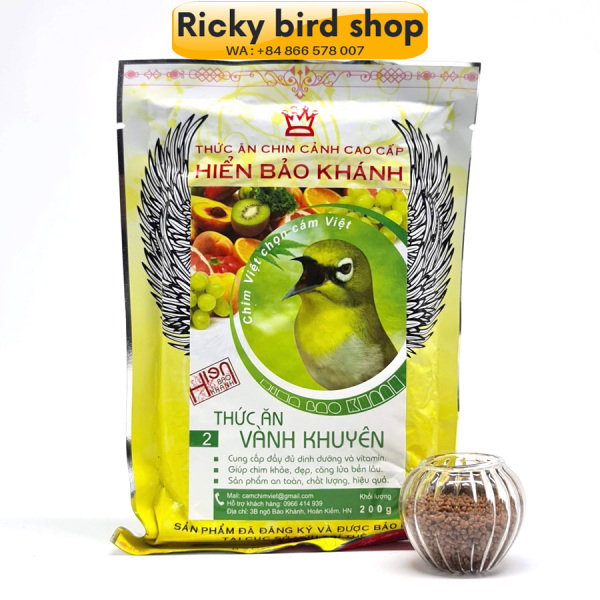 Ricky bird shop
WA : +84 866 578 007
THỨC ĂN CHIM CẢNH CAO CẤP
HIỂN BẢO KHÁNH
Chim Việt chọn cám Việt
Hiển
BẢO
KHÁNH
THỨC ĂN
2 VÀNH KHUYÊN
Cung cấp đầy đủ dinh dưỡng và vitamin.
Giúp chim khỏe, đẹp, căng lửa bền lâu.
Sản phẩm an toàn, chất lượng, hiệu quả.
Mail: camchimviet@gmail.com
Hỗ trợ khách hàng: 0966 414 939
Địa chỉ: 3B ngõ Bảo Khánh, Hoàn Kiếm, HN
Khối lượng
200g
SẢN PHẨM ĐÃ ĐĂNG KÝ VÀ ĐƯỢC BẢO